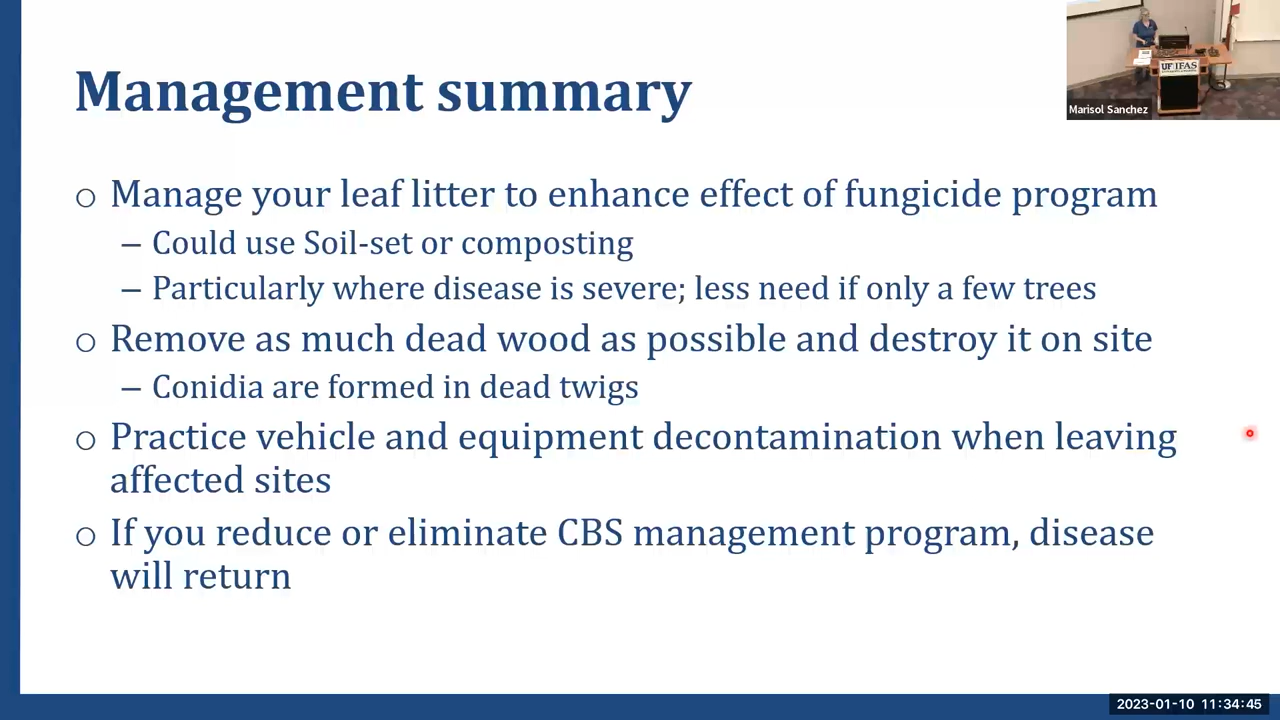 Management summary
○ Manage your leaf litter to enhance effect of fungicide program
– Could use Soil-set or composting
– Particularly where disease is severe; less need if only a few trees
○ Remove as much dead wood as possible and destroy it on site
– Conidia are formed in dead twigs
○ Practice vehicle and equipment decontamination when leaving
affected sites
○ If you reduce or eliminate CBS management program, disease
will return
UF IFAS
Marisol Sanchez
2023-01-10 11:34:45